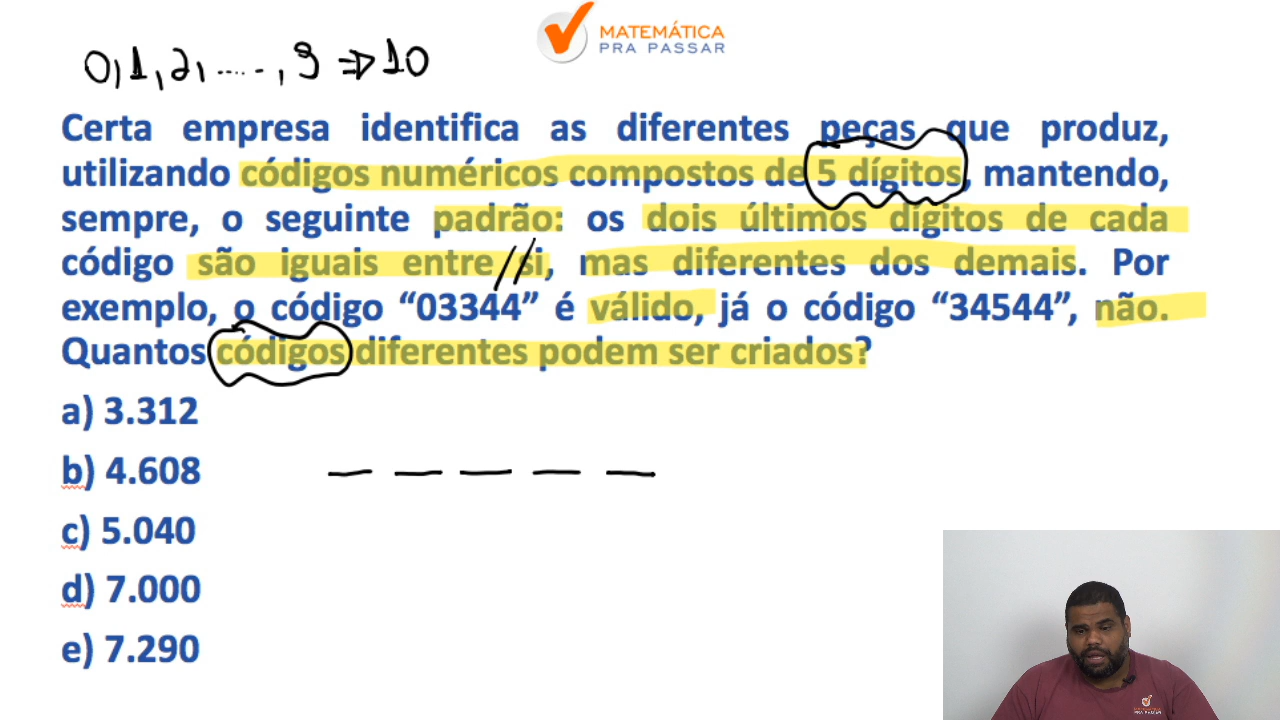 MATEMÁTICA
PRA PASSAR
0,1,2,.....,9 ⇒ 10
Certa empresa identifica as diferentes peças que produz,
utilizando códigos numéricos compostos de 5 dígitos, mantendo,
sempre, o seguinte padrão: os dois últimos dígitos de cada
código são iguais entre si, mas diferentes dos demais. Por
exemplo, o código “03344” é válido, já o código “34544”, não.
Quantos códigos diferentes podem ser criados?
a) 3.312
b) 4.608
c) 5.040
d) 7.000
e) 7.290
MATEMÁTICA
PRA PASSAR